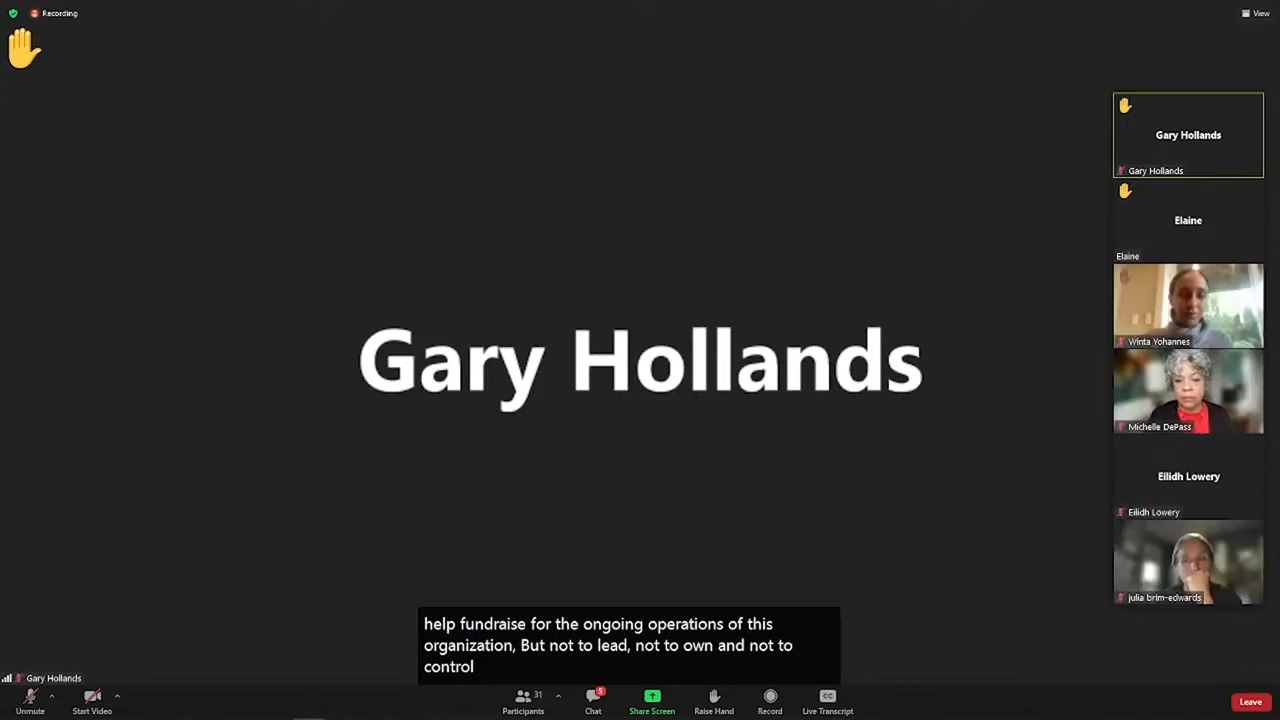 Recording
View
Gary Hollands
Gary Hollands
Elaine
Elaine
Winta Yohannes
Michelle DePass
Eilidh Lowery
Eilidh Lowery
julia brim-edwards
Gary Hollands
help fundraise for the ongoing operations of this
organization, But not to lead, not to own and not to
control
Gary Hollands
Unmute
Start Video
31
Participants
5
Chat
Share Screen
Raise Hand
Record
CC
Live Transcript
Leave